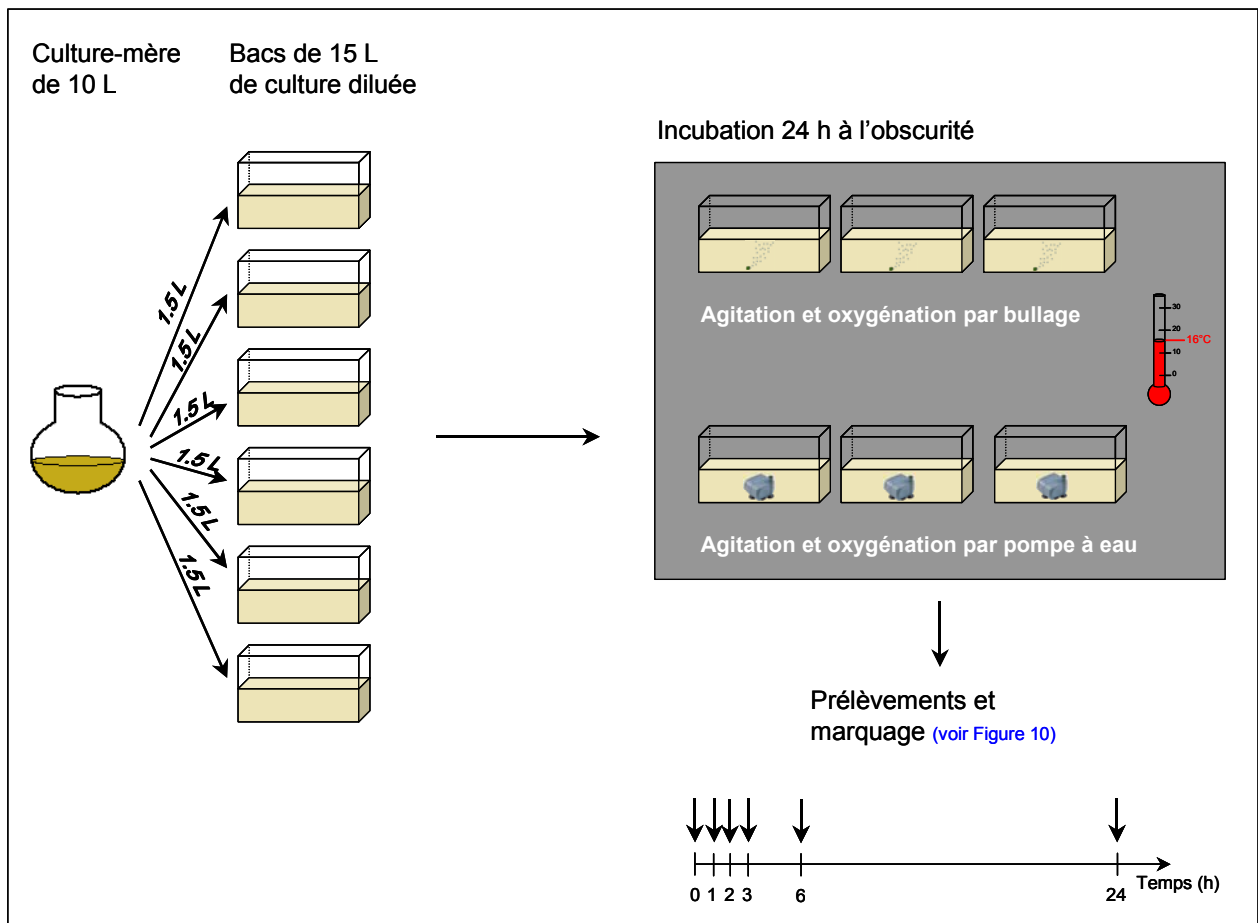 Culture-mère
de 10 L
Bacs de 15 L
de culture diluée
1.5 L
1.5 L
1.5 L
1.5 L
1.5 L
1.5 L
Incubation 24 h à l'obscurité
Agitation et oxygénation par bullage
30
20
16°C
10
0
Agitation et oxygénation par pompe à eau
Prélèvements et
marquage (voir Figure 10)
0 1 2 3 6 24 Temps (h)